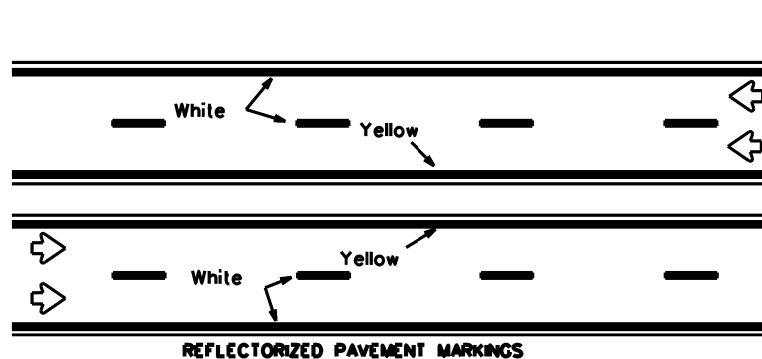 White
Yellow
Yellow
White
REFLECTORIZED PAVEMENT MARKINGS